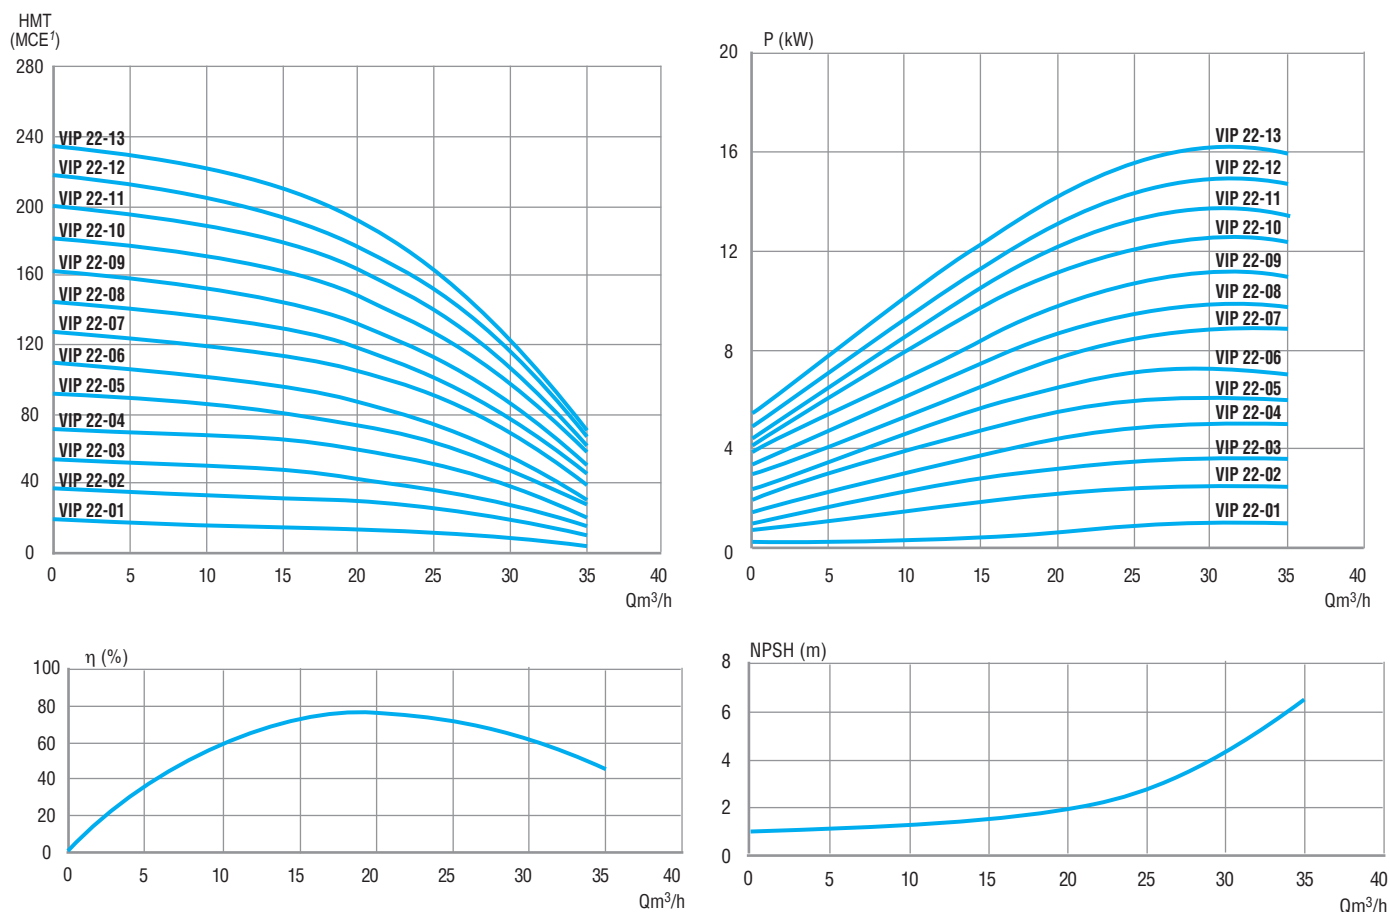 HMT
(MCE¹)
280
240
200
160
120
80
40
0
VIP 22-13
VIP 22-12
VIP 22-11
VIP 22-10
VIP 22-09
VIP 22-08
VIP 22-07
VIP 22-06
VIP 22-05
VIP 22-04
VIP 22-03
VIP 22-02
VIP 22-01
0 5 10 15 20 25 30 35 40
Qm³/h
P (kW)
20
16
12
8
4
0
VIP 22-13
VIP 22-12
VIP 22-11
VIP 22-10
VIP 22-09
VIP 22-08
VIP 22-07
VIP 22-06
VIP 22-05
VIP 22-04
VIP 22-03
VIP 22-02
VIP 22-01
0 5 10 15 20 25 30 35 40
Qm³/h
η (%)
100
80
60
40
20
0
0 5 10 15 20 25 30 35 40
Qm³/h
NPSH (m)
8
6
4
2
0
0 5 10 15 20 25 30 35 40
Qm³/h